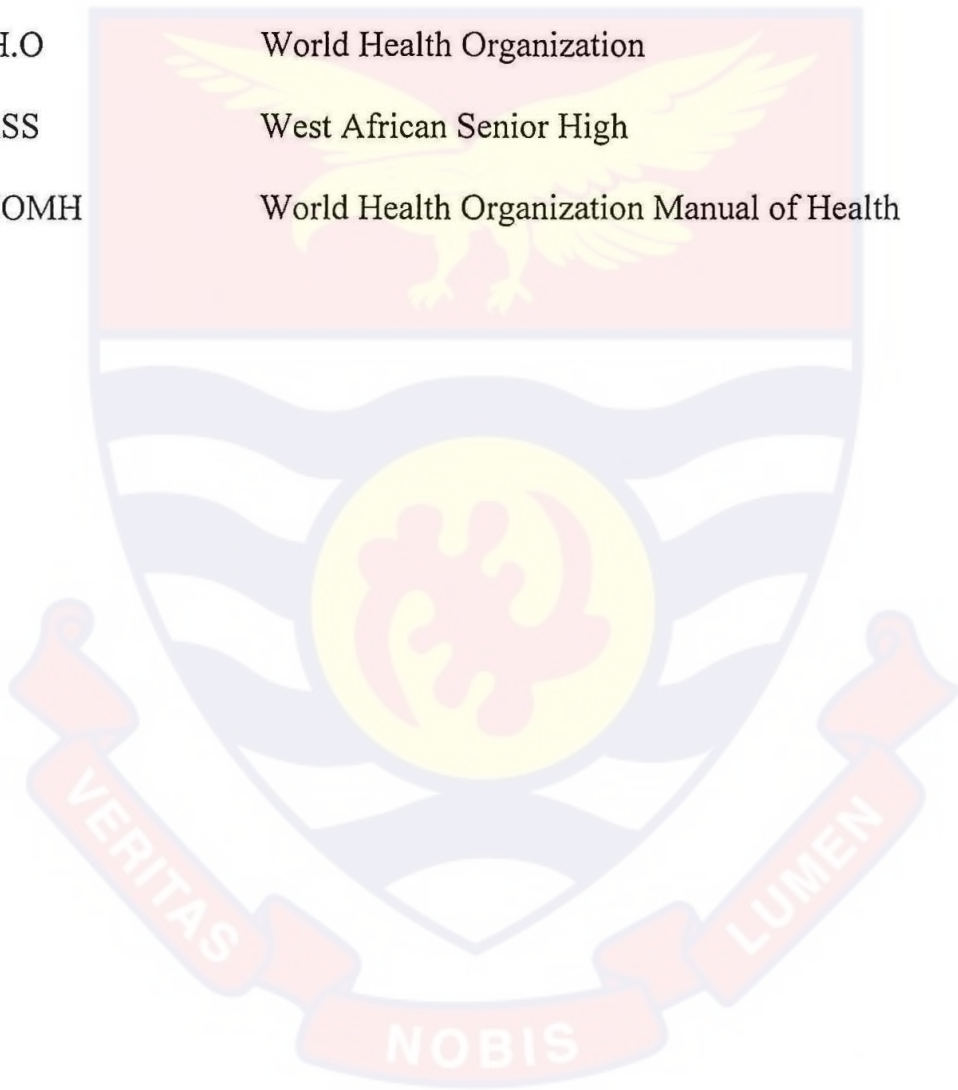 H.O World Health Organization
SS West African Senior High
OMH World Health Organization Manual of Health
VERITAS
NOBIS
LUMEN